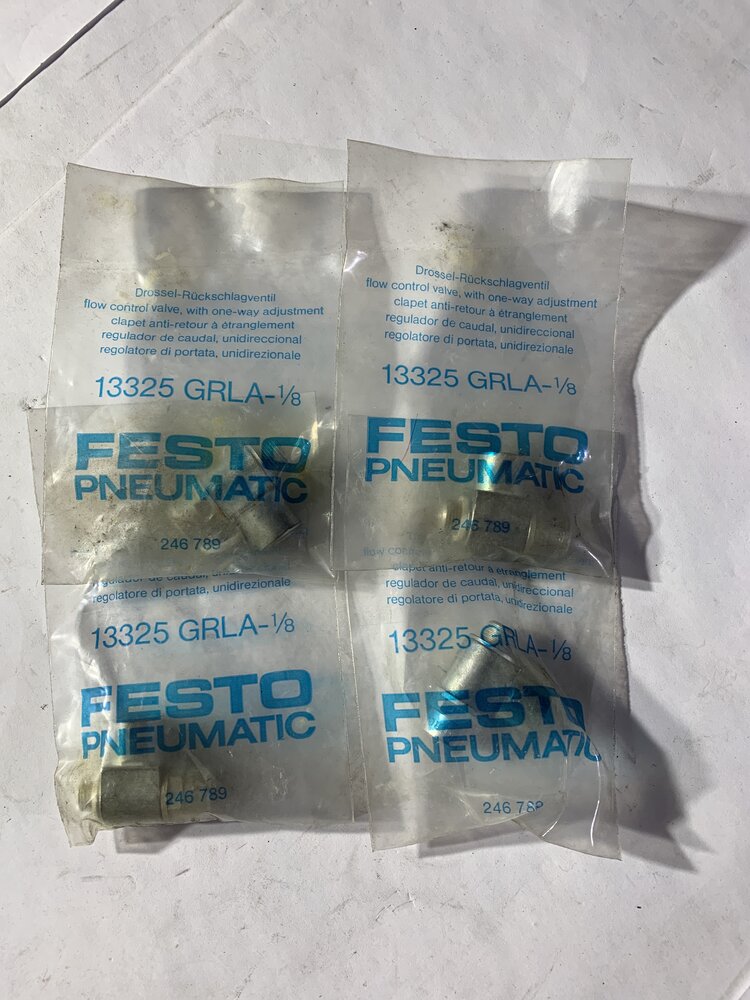 Drossel-Rückschlagventil
flow control valve, with one-way adjustment
clapet anti-retour à étranglement
regulador de caudal, unidireccional
regolatore di portata, unidirezionale
13325 GRLA-1/8
FESTO
PNEUMATIC
246 789
Drossel-Rückschlagventil
flow control valve, with one-way adjustment
clapet anti-retour à étranglement
regulador de caudal, unidireccional
regolatore di portata, unidirezionale
13325 GRLA-1/8
FESTO
PNEUMATIC
246 789
regulador de caudal,
regolatore di portata, unidirezionale
13325 GRLA-1/8
FESTO
PNEUMATIC
246 789
flow
clapet anti-retour à étranglement
regulador de caudal, unidireccional
regolatore di portata, unidirezionale
13325 GRLA-1/8
FESTO
PNEUMATIC
246 789